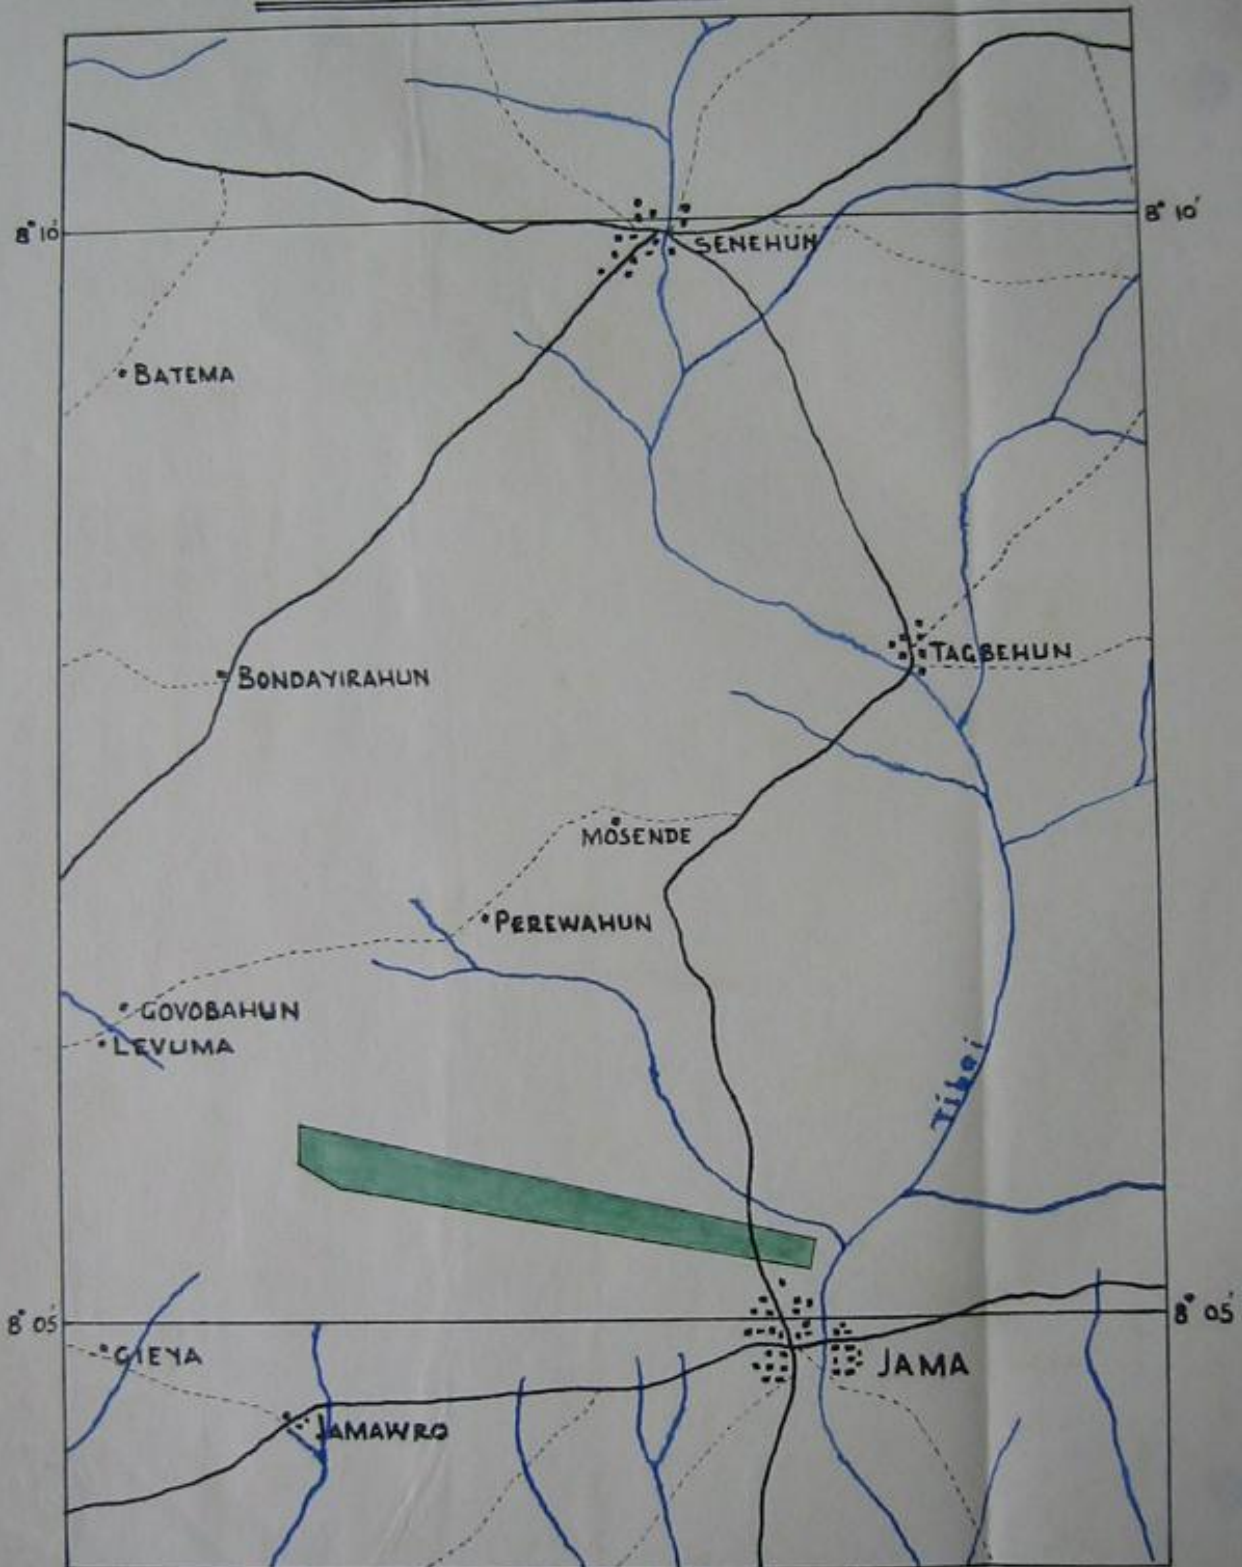 8° 10'
8° 10'
SENEHUN
BATEMA
TAGBEHUN
BONDAYIRAHUN
MOSENDE
PEREWAHUN
GOVOBAHUN
LEVUMA
Tibei
8° 05'
8° 05'
GIEYA
JAMA
JAMAWRO